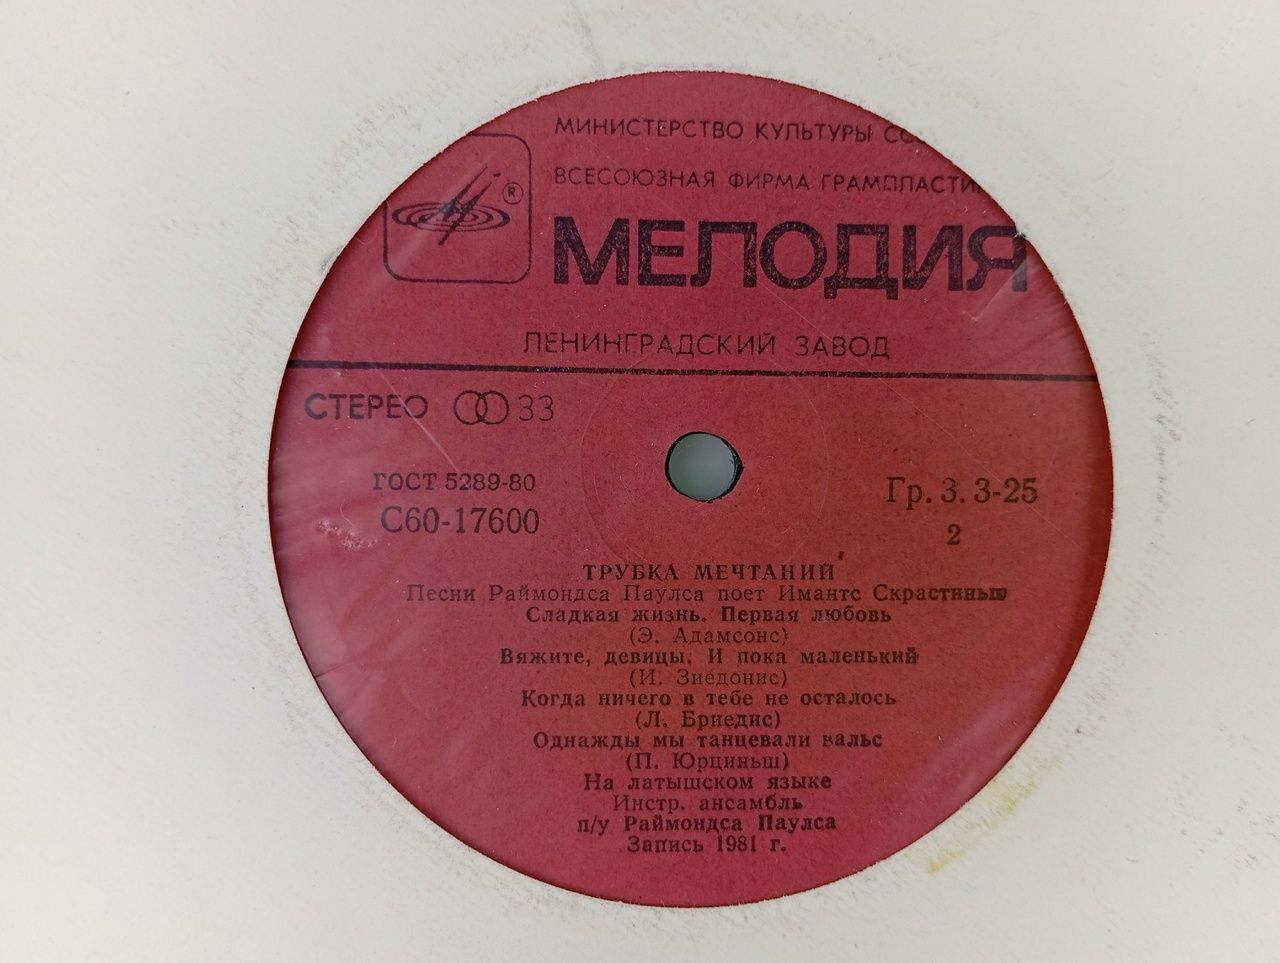 МИНИСТЕРСТВО КУЛЬТУРЫ
ВСЕСОЮЗНАЯ ФИРМА
®
МЕЛОДИЯ
ЛЕНИНГРАДСКИЙ ЗАВОД
СТЕРЕО 33
ГОСТ 5289-80
С60-17600
Гр. 3. 3-25
2
ТРУБКА МЕЧТАНИЙ
Песни Раймондса Паулса поет Имантс Скрастиньш
Сладкая жизнь. Первая любовь
(Э. Адамсонс)
Вяжите, девицы. И пока маленький
(И. Зиедонис)
Когда ничего в тебе не осталось
(Л. Бриедис)
Однажды мы танцевали вальс
(П. Юрциньш)
На латышском языке
Инстр. ансамбль
п/у Раймондса Паулса
Запись 1981 г.